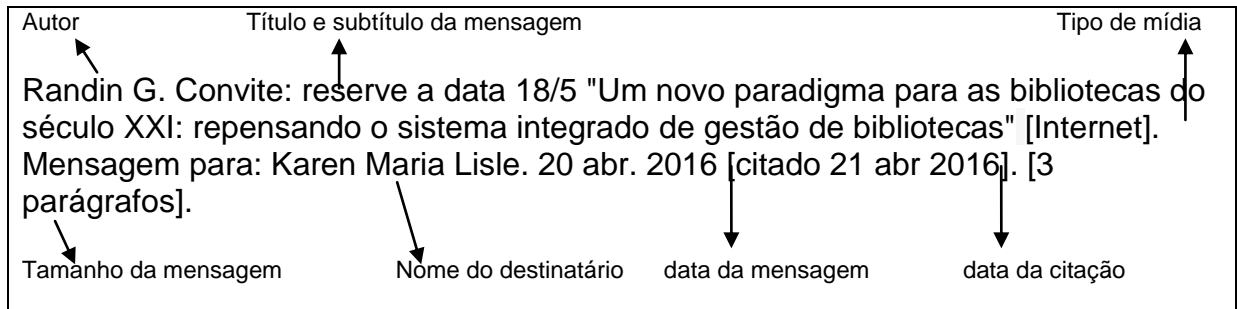 Autor Título e subtítulo da mensagem Tipo de mídia
Randin G. Convite: reserve a data 18/5 "Um novo paradigma para as bibliotecas do
século XXI: repensando o sistema integrado de gestão de bibliotecas" [Internet].
Mensagem para: Karen Maria Lisle. 20 abr. 2016 [citado 21 abr 2016]. [3
parágrafos].
Tamanho da mensagem Nome do destinatário data da mensagem data da citação